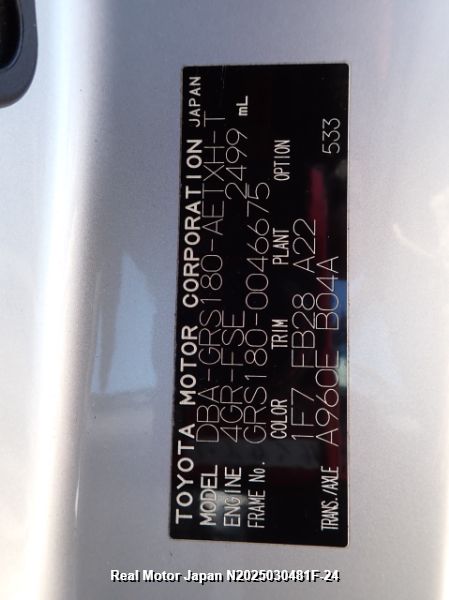 TOYOTA MOTOR CORPORATION JAPAN
MODEL DBA-GRS180-AETXH-T
ENGINE 4GR-FSE 2499 mL
FRAME No. GRS180-0046675
COLOR TRIM PLANT OPTION
1F7 FB28 A22 533
TRANS./AXLE A960E B04A
Real Motor Japan N2025030481F-24